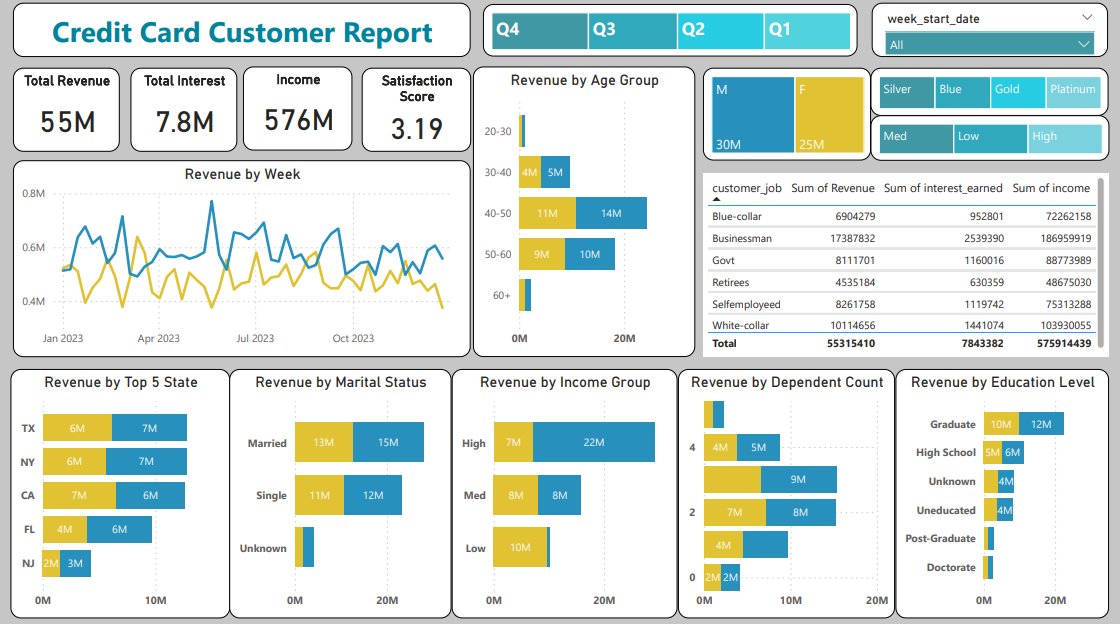 Credit Card Customer Report
Q4 Q3 Q2 Q1
week_start_date
All
Total Revenue
55M
Total Interest
7.8M
Income
576M
Satisfaction
Score
3.19
Revenue by Age Group
20-30
30-40 4M 5M
40-50 11M 14M
50-60 9M 10M
60+
0M 20M
M F
30M 25M
Silver Blue Gold Platinum
Med Low High
Revenue by Week
0.8M
0.6M
0.4M
Jan 2023 Apr 2023 Jul 2023 Oct 2023
customer_job Sum of Revenue Sum of interest_earned Sum of income
Blue-collar 6904279 952801 72262158
Businessman 17387832 2539390 186959919
Govt 8111701 1160016 88773989
Retirees 4535184 630359 48675030
Selfemployeed 8261758 1119742 75313288
White-collar 10114656 1441074 103930055
Total 55315410 7843382 575914439
Revenue by Top 5 State
TX 6M 7M
NY 6M 7M
CA 7M 6M
FL 4M 6M
NJ 2M 3M
0M 10M
Revenue by Marital Status
Married 13M 15M
Single 11M 12M
Unknown
0M 20M
Revenue by Income Group
High 7M 22M
Med 8M 8M
Low 10M
0M 20M
Revenue by Dependent Count
4 4M 5M
9M
2 7M 8M
4M
0 2M 2M
0M 10M 20M
Revenue by Education Level
Graduate 10M 12M
High School 5M 6M
Unknown 4M
Uneducated 4M
Post-Graduate
Doctorate
0M 20M